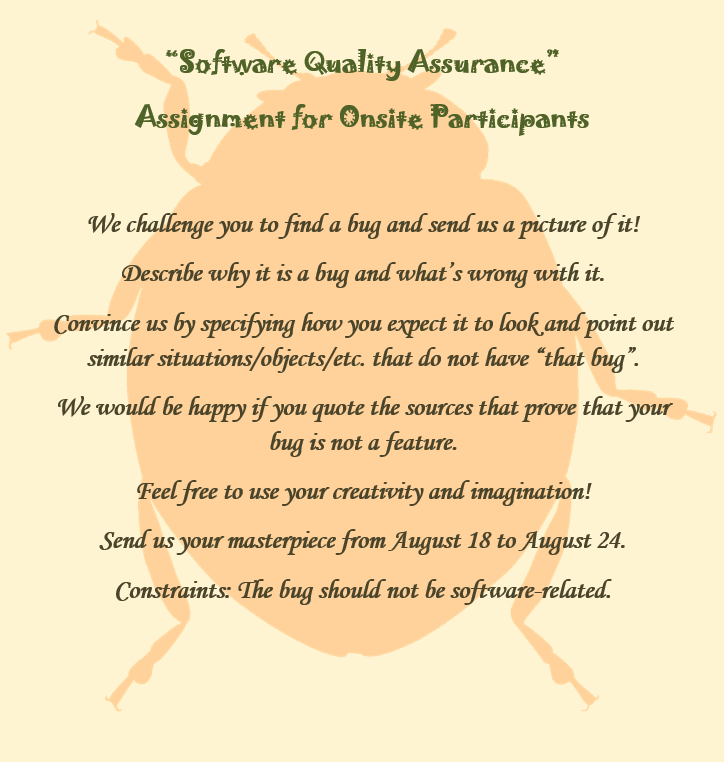 “Software Quality Assurance”
Assignment for Onsite Participants
We challenge you to find a bug and send us a picture of it!
Describe why it is a bug and what’s wrong with it.
Convince us by specifying how you expect it to look and point out
similar situations/objects/etc. that do not have “that bug”.
We would be happy if you quote the sources that prove that your
bug is not a feature.
Feel free to use your creativity and imagination!
Send us your masterpiece from August 18 to August 24.
Constraints: The bug should not be software-related.